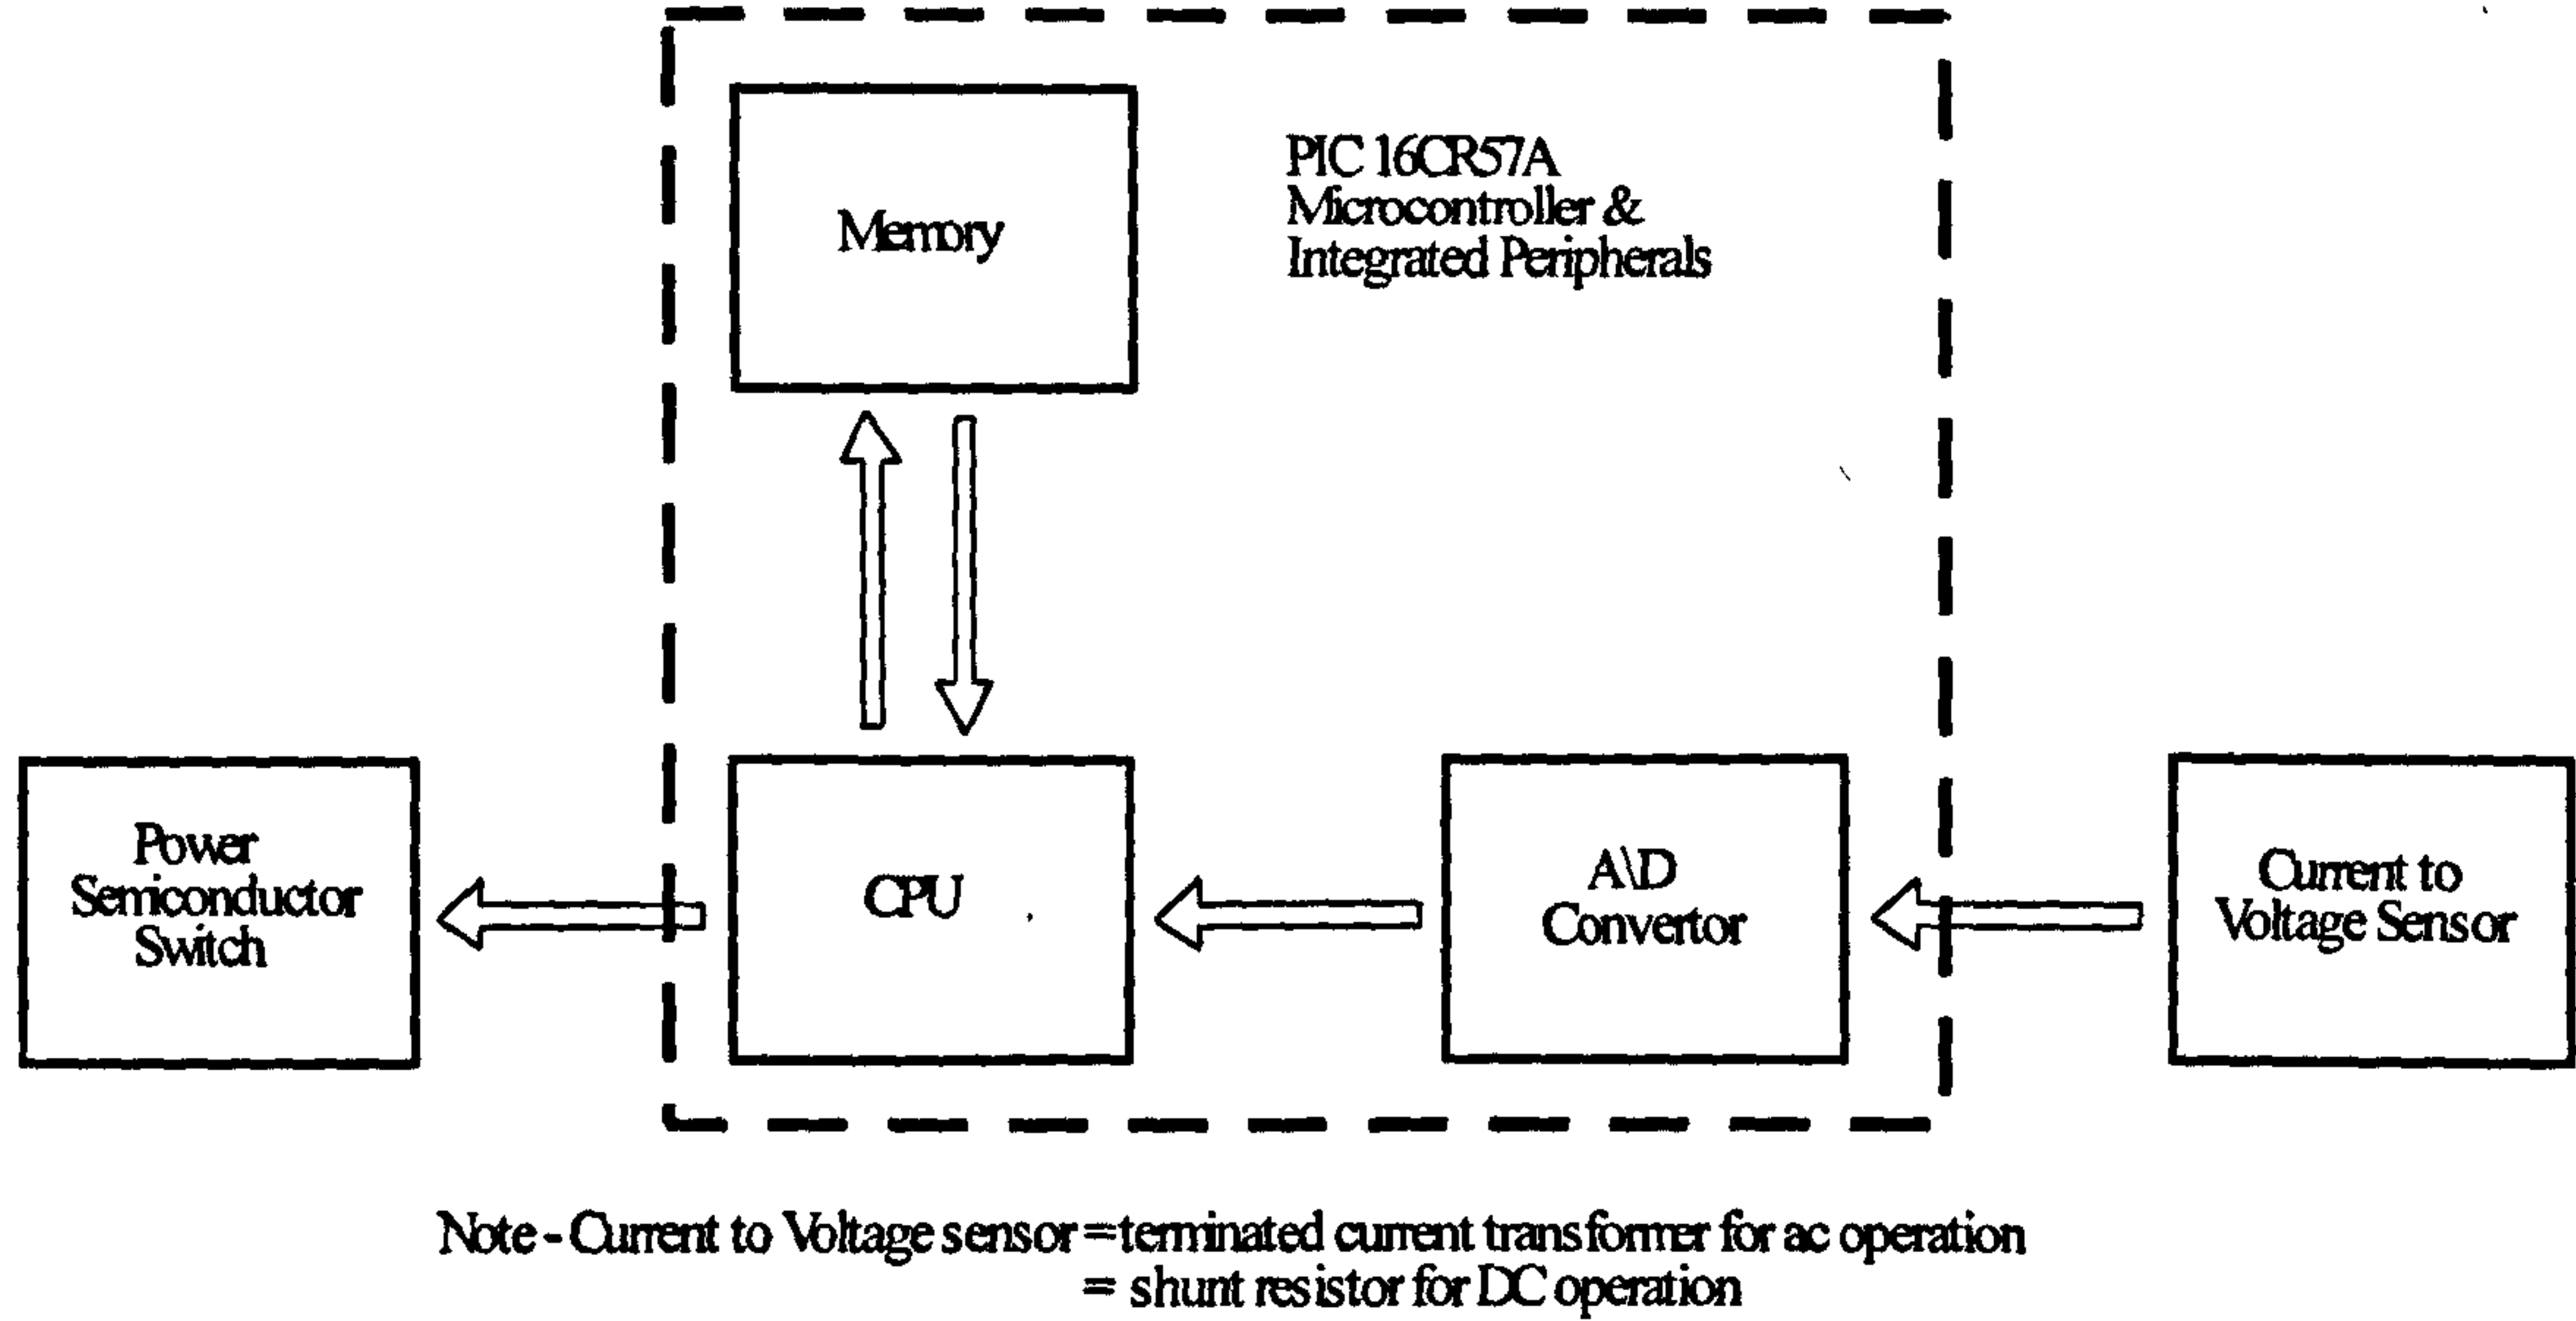 Memory
PIC 16CR57A
Microcontroller &
Integrated Peripherals
Power
Semiconductor
Switch
CPU
A\D
Convertor
Current to
Voltage Sensor
Note - Current to Voltage sensor = terminated current transformer for ac operation
= shunt resistor for DC operation